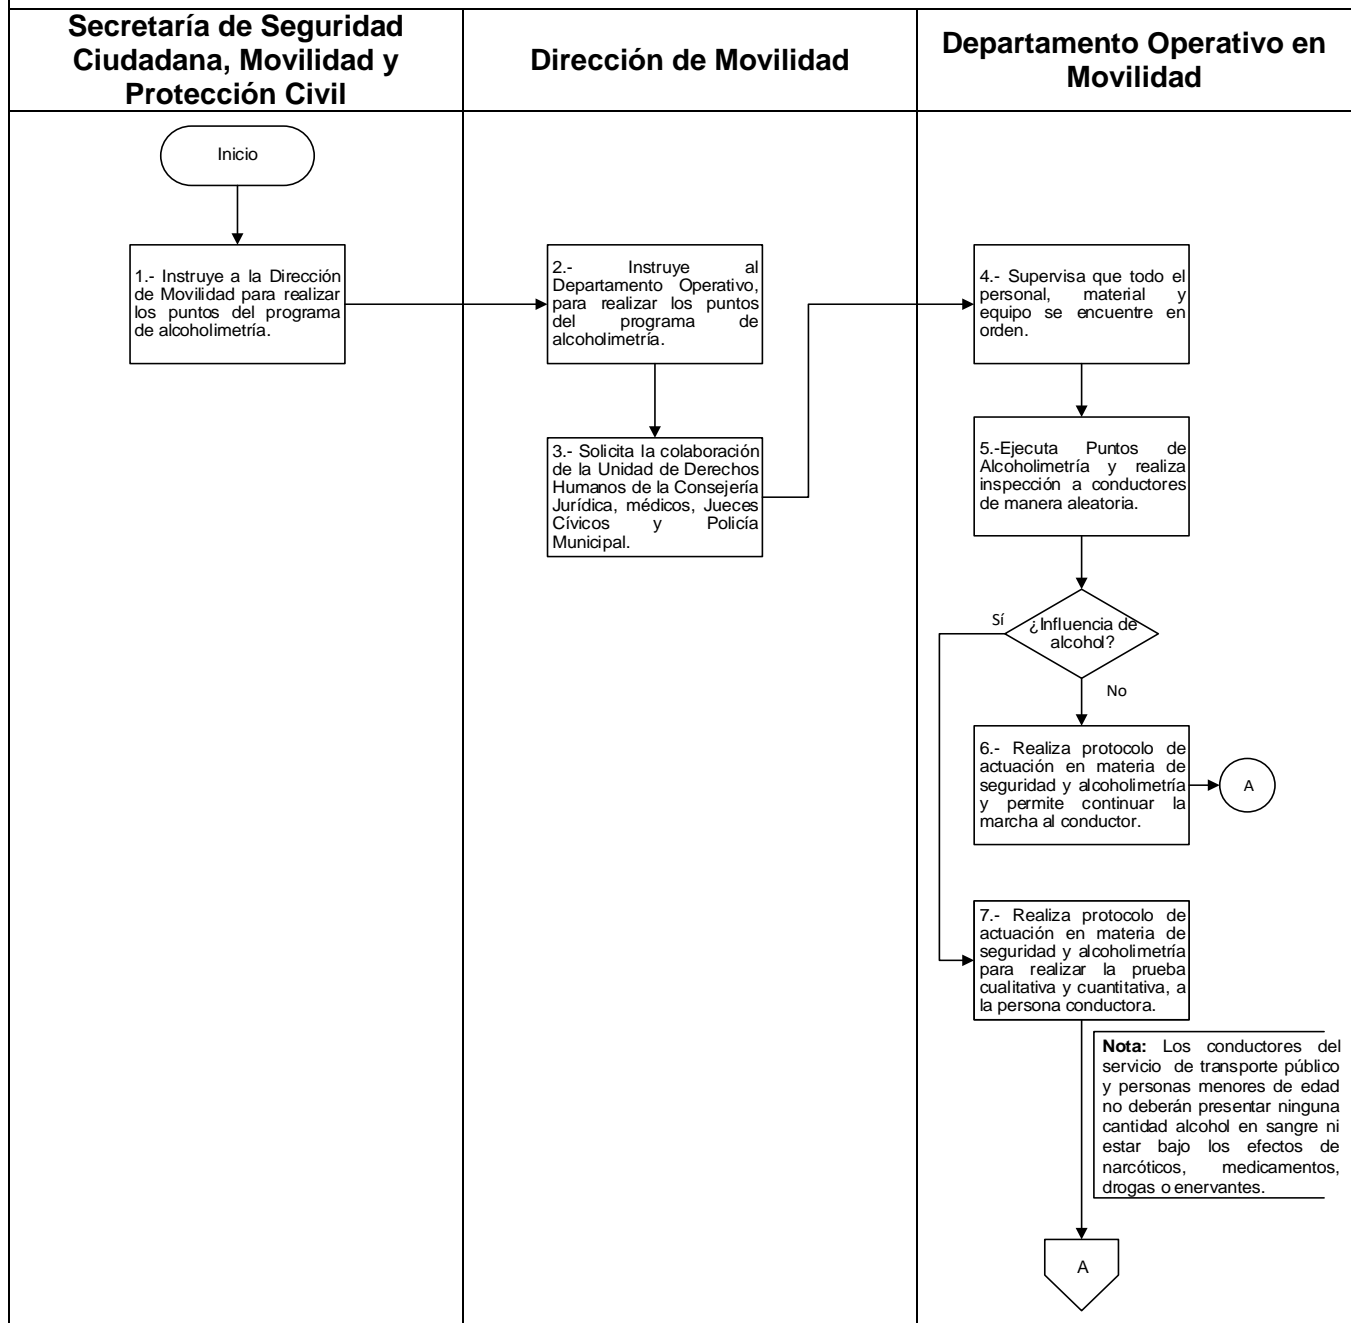 Secretaría de Seguridad
Ciudadana, Movilidad y
Protección Civil
Dirección de Movilidad
Departamento Operativo en
Movilidad
Inicio
1.- Instruye a la Dirección
de Movilidad para realizar
los puntos del programa
de alcoholimetría.
2.- Instruye al
Departamento Operativo,
para realizar los puntos
del programa de
alcoholimetría.
3.- Solicita la colaboración
de la Unidad de Derechos
Humanos de la Consejería
Jurídica, médicos, Jueces
Cívicos y Policía
Municipal.
4.- Supervisa que todo el
personal, material y
equipo se encuentre en
orden.
5.-Ejecuta Puntos de
Alcoholimetría y realiza
inspección a conductores
de manera aleatoria.
¿Influencia de
alcohol?
Sí
No
6.- Realiza protocolo de
actuación en materia de
seguridad y alcoholimetría
y permite continuar la
marcha al conductor.
A
7.- Realiza protocolo de
actuación en materia de
seguridad y alcoholimetría
para realizar la prueba
cualitativa y cuantitativa, a
la persona conductora.
Nota: Los conductores del
servicio de transporte público
y personas menores de edad
no deberán presentar ninguna
cantidad alcohol en sangre ni
estar bajo los efectos de
narcóticos, medicamentos,
drogas o enervantes.
A